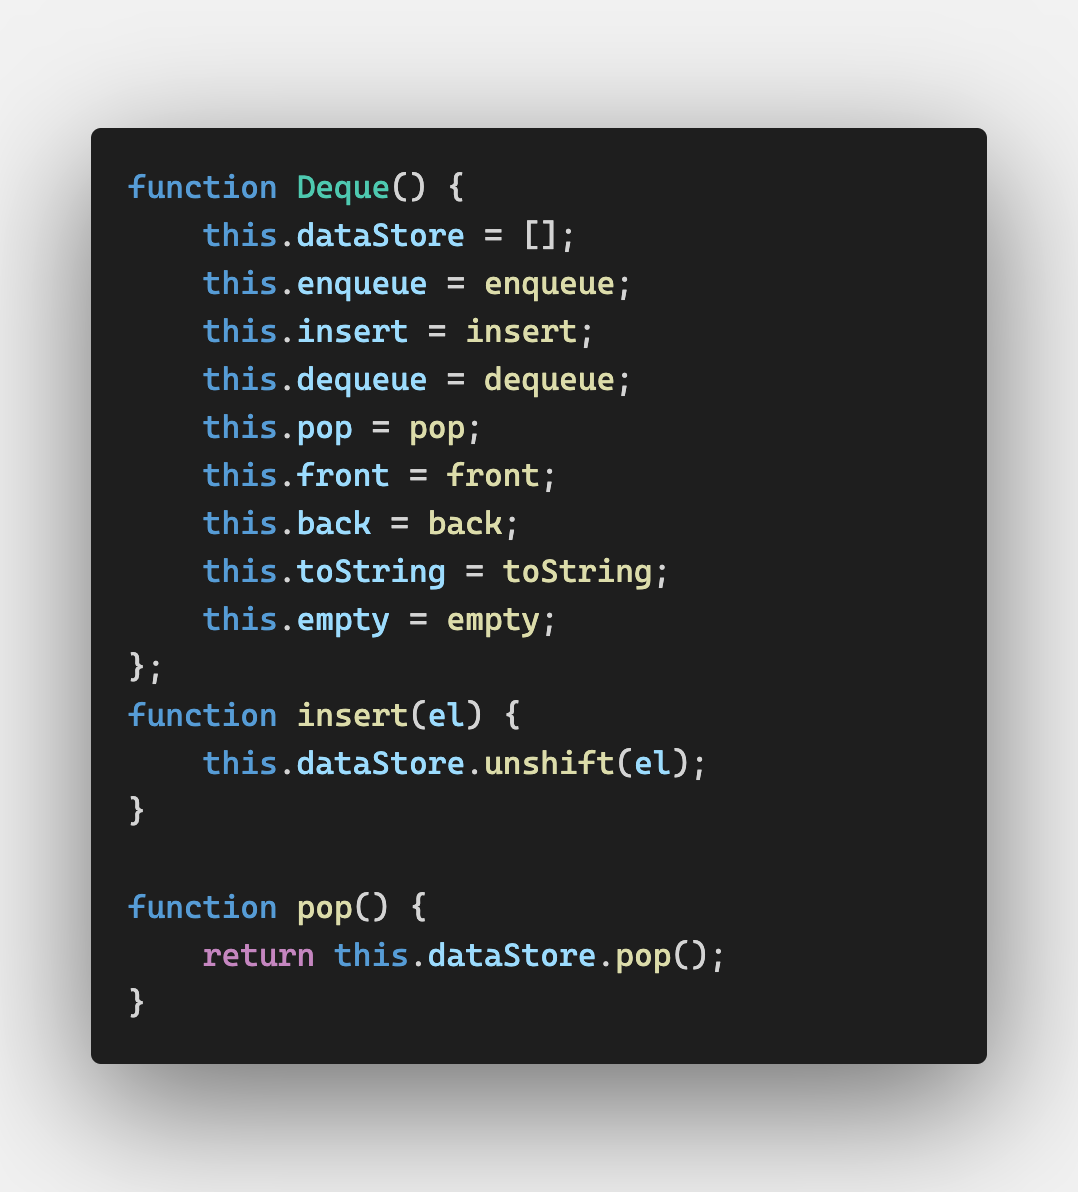 function Deque() {
    this.dataStore = [];
    this.enqueue = enqueue;
    this.insert = insert;
    this.dequeue = dequeue;
    this.pop = pop;
    this.front = front;
    this.back = back;
    this.toString = toString;
    this.empty = empty;
};
function insert(el) {
    this.dataStore.unshift(el);
}

function pop() {
    return this.dataStore.pop();
}